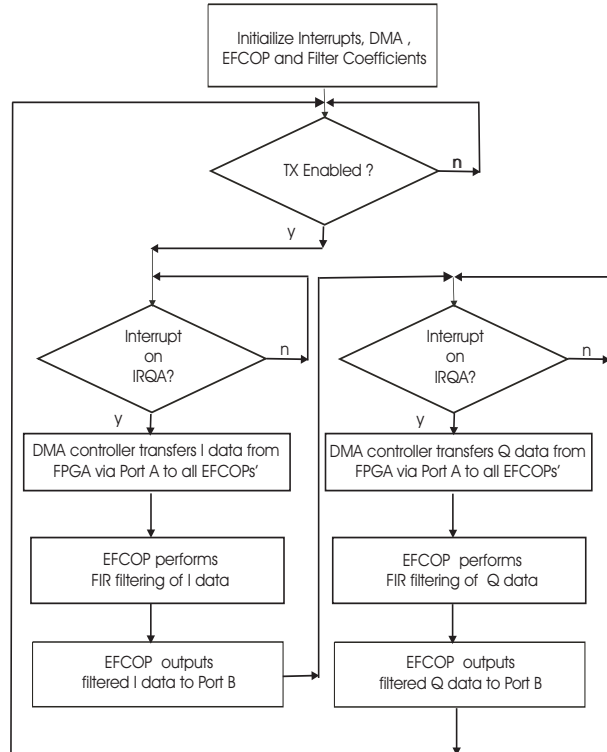 Initiailize Interrupts, DMA ,
EFCOP and Filter Coefficients
TX Enabled ?
n
y
Interrupt
on
IRQA?
n
y
DMA controller transfers I data from
FPGA via Port A to all EFCOPs'
EFCOP performs
FIR filtering of I data
EFCOP outputs
filtered I data to Port B
Interrupt
on
IRQA?
n
y
DMA controller transfers Q data from
FPGA via Port A to all EFCOPs'
EFCOP performs
FIR filtering of Q data
EFCOP outputs
filtered Q data to Port B